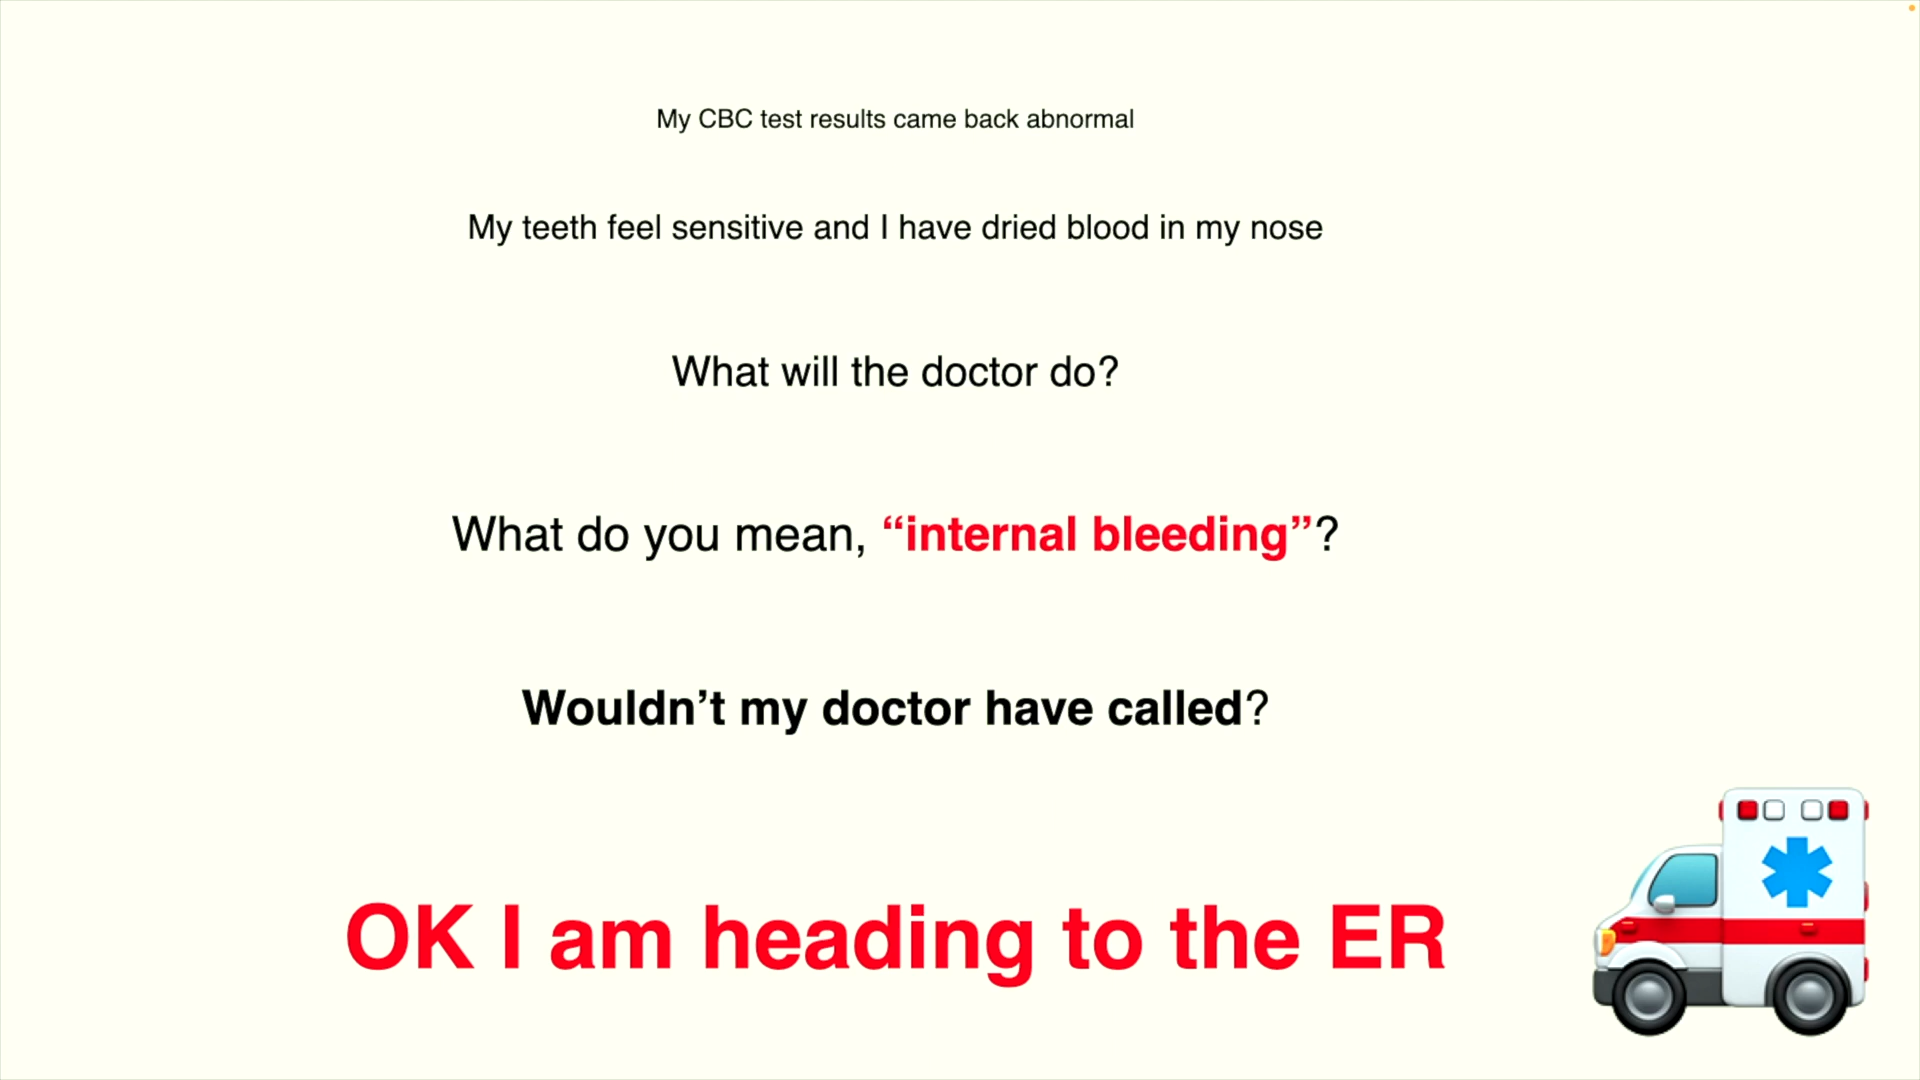 My CBC test results came back abnormal
My teeth feel sensitive and I have dried blood in my nose
What will the doctor do?
What do you mean, “internal bleeding”?
Wouldn’t my doctor have called?
OK I am heading to the ER